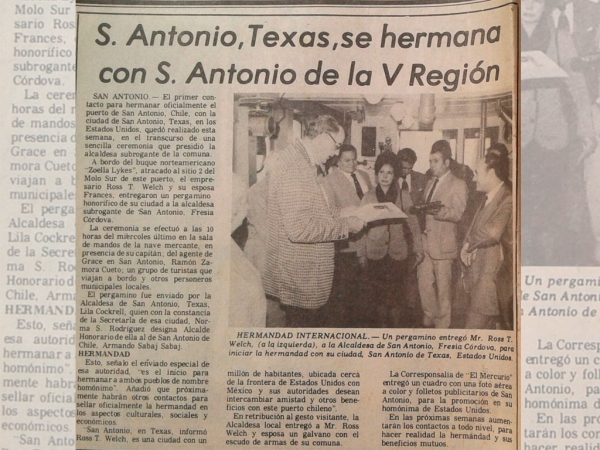 S. Antonio, Texas, se hermana
con S. Antonio de la V Región
SAN ANTONIO — El primer con-
tacto para hermanar oficialmente el
puerto de San Antonio, Chile, con
la ciudad de San Antonio, Texas, en
los Estados Unidos, quedó realizado esta
semana, en el transcurso de una
sencilla ceremonia que presidió la
alcaldesa subrogante de la comuna.
A bordo del buque norteamericano
"Zoella Lykes", atracado al sitio 2 del
Molo Sur de este puerto, el empre-
sario Ross T. Welch y su esposa
Frances, entregaron un pergamino
honorífico de su ciudad a la alcaldesa
subrogante de San Antonio, Fresia
Córdova.
La ceremonia se efectuó a las 10
horas del miércoles último en la sala
de mandos de la nave mercante, en
presencia de su capitán; del agente de
Grace en San Antonio, Ramón Za-
mora Cueto; un grupo de turistas que
viajan a bordo y otros personeros
municipales locales.
El pergamino fue enviado por la
Alcaldesa de San Antonio, Texas,
Lila Cockrell, quien con la constancia
de la Secretaria de esa ciudad, Nor-
ma S. Rodríguez designa Alcalde
Honorario de ella al de San Antonio de
Chile, Armando Sabaj Sabaj.
HERMANDAD
Esto, señaló el enviado especial de
esa autoridad, "es el inicio para
hermanar a ambos pueblos de nombre
homónimo". Añadió que próxima-
mente habrán otros contactos para
sellar oficialmente la hermandad en
los aspectos culturales, sociales y
económicos.
"San Antonio, en Texas, informó
Ross T. Welch, es una ciudad con un
HERMANDAD INTERNACIONAL. — Un pergamino entregó Mr. Ross T.
Welch, (a la izquierda), a la Alcaldesa de San Antonio, Fresia Córdova, para
iniciar la hermandad con su ciudad, San Antonio de Texas, Estados Unidos.
millón de habitantes, ubicada cerca
de la frontera de Estados Unidos con
México y sus autoridades desean
intercambiar amistad y otros bene-
ficios con este puerto chileno".
En retribución al gesto visitante, la
Alcaldesa local entregó a Mr. Ross
Welch y esposa un galvano con el
escudo de armas de su comuna.
La Corresponsalía de "El Mercurio"
entregó un cuadro con una foto aérea
a color y folletos publicitarios de San
Antonio, para la promoción en su
homónima de Estados Unidos.
En las próximas semanas aumen-
tarán los contactos a todo nivel, para
hacer realidad la hermandad y sus
beneficios mutuos.